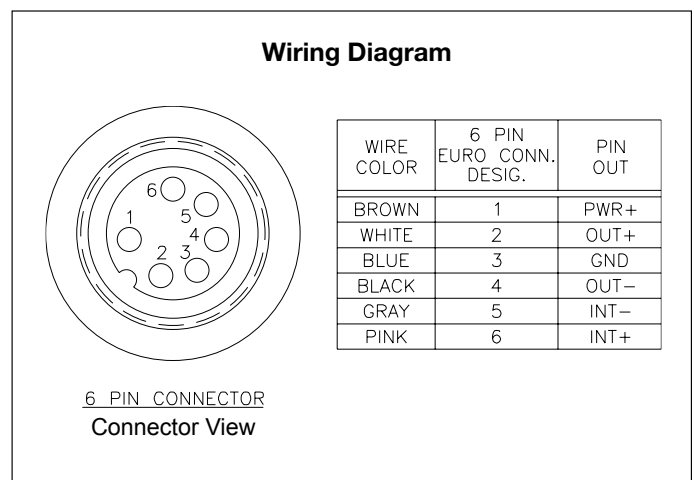 Wiring Diagram
6
5
1
4
2 3
6 PIN CONNECTOR
Connector View
WIRE COLOR 6 PIN EURO CONN. DESIG. PIN OUT
BROWN 1 PWR+
WHITE 2 OUT+
BLUE 3 GND
BLACK 4 OUT−
GRAY 5 INT−
PINK 6 INT+